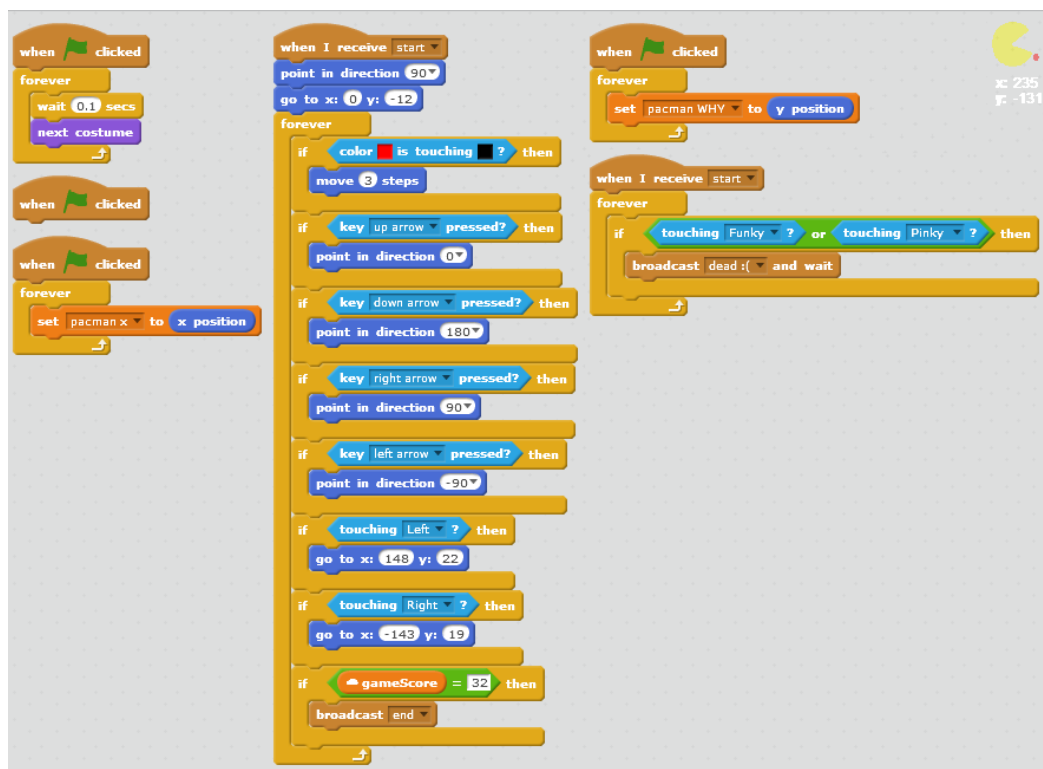 when clicked
forever
wait 0.1 secs
next costume
when clicked
when clicked
forever
set pacman x to x position
when I receive start
point in direction 90
go to x: 0 y: -12
forever
if color is touching ? then
move 3 steps
if key up arrow pressed? then
point in direction 0
if key down arrow pressed? then
point in direction 180
if key right arrow pressed? then
point in direction 90
if key left arrow pressed? then
point in direction -90
if touching Left ? then
go to x: 148 y: 22
if touching Right ? then
go to x: -143 y: 19
if gameScore = 32 then
broadcast end
when clicked
forever
set pacman WHY to y position
when I receive start
forever
if touching Funky ? or touching Pinky ? then
broadcast dead :( and wait
x: 235
y: -131